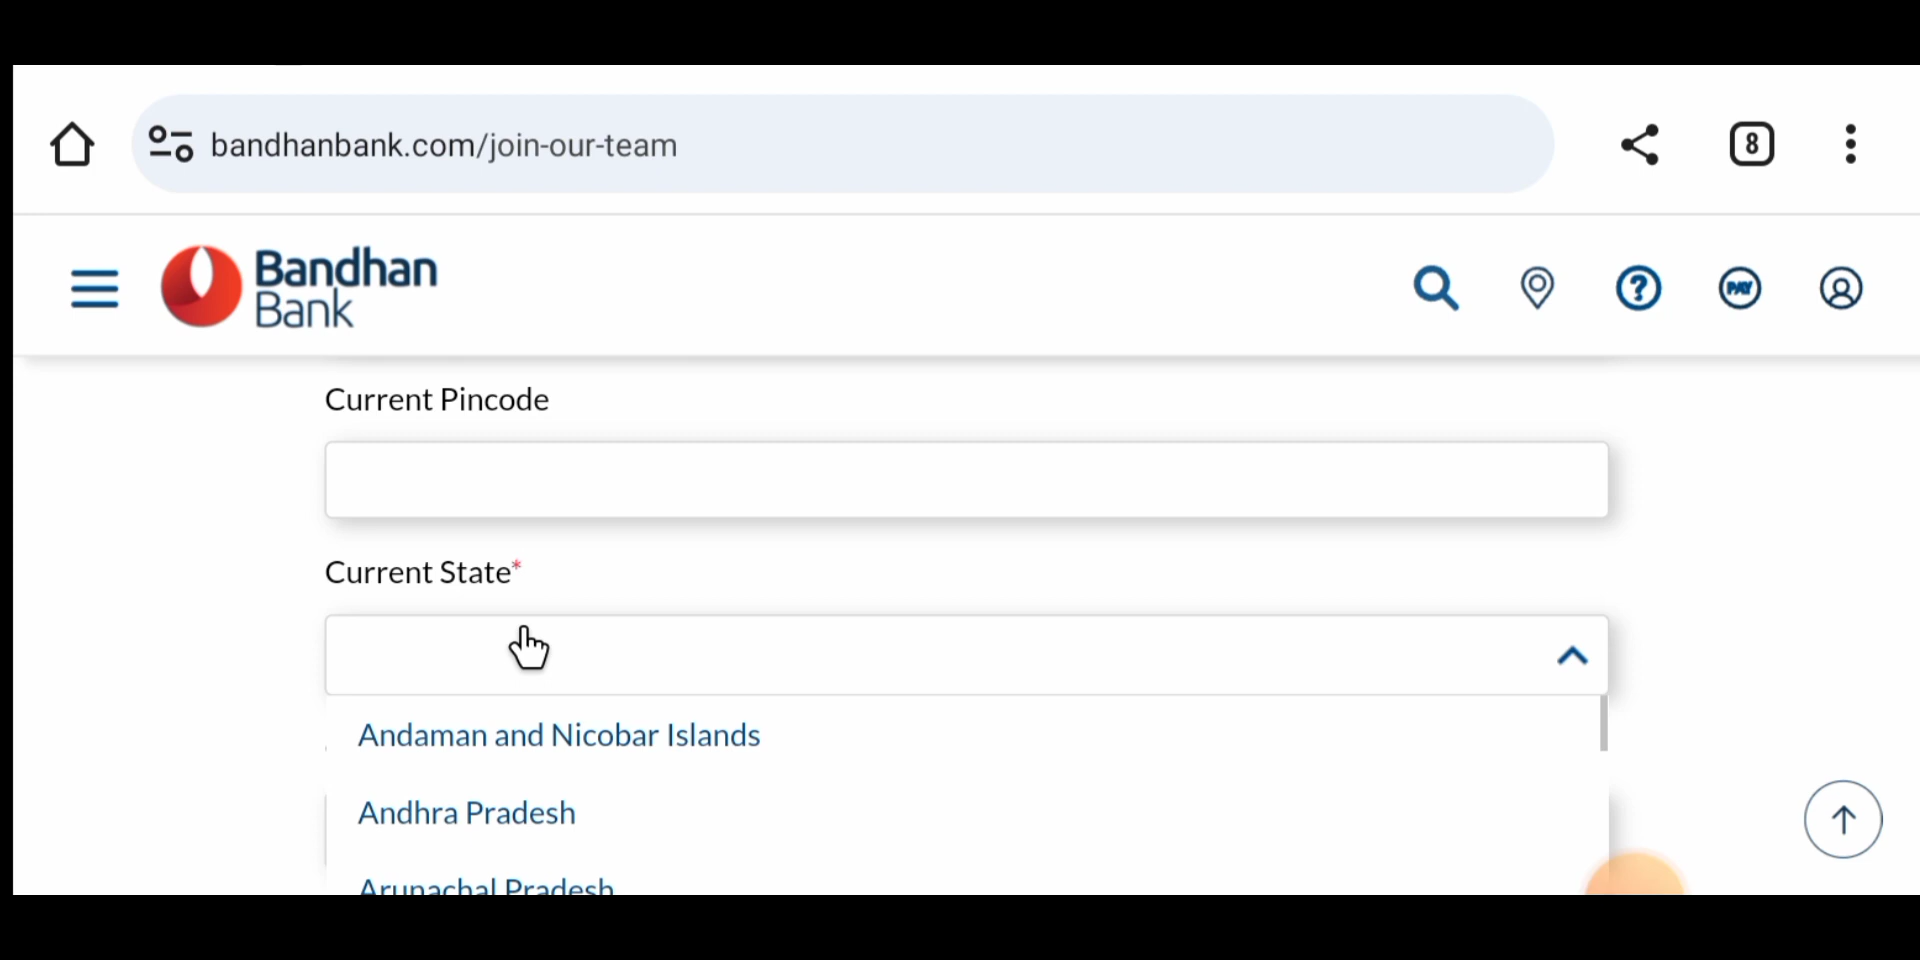 bandhanbank.com/join-our-team
8
Bandhan
Bank
?
PAY
Current Pincode
Current State*
Andaman and Nicobar Islands
Andhra Pradesh
Arunachal Pradesh